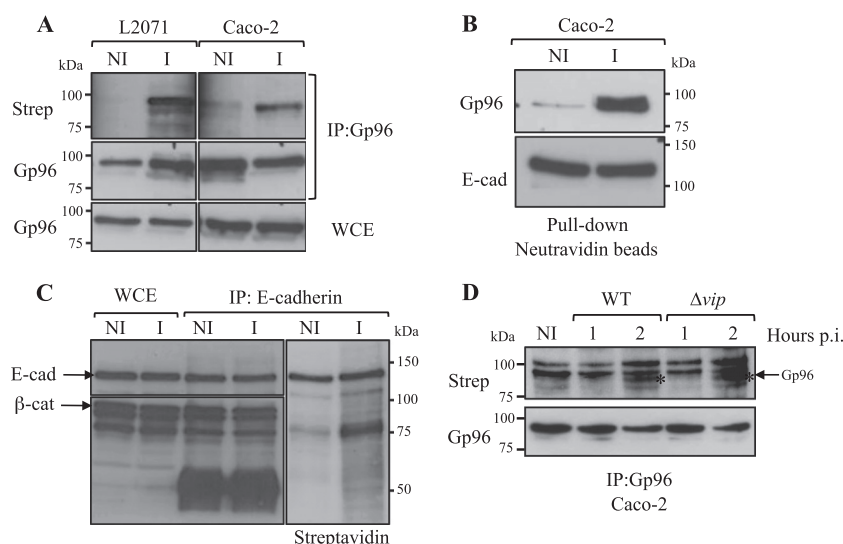 A
L2071 Caco-2
NI I NI I
kDa
Strep 100
75
IP:Gp96
Gp96 100
75
Gp96 100
75
WCE
B
Caco-2
NI I
kDa
Gp96 100
75
150
E-cad
100
Pull-down
Neutravidin beads
C
WCE IP: E-cadherin
NI I NI I NI I
kDa
150
E-cad
β-cat
100
75
50
Streptavidin
D
WT Δvip
kDa NI 1 2 1 2 Hours p.i.
100
Strep * * Gp96
75
100
Gp96
75
IP:Gp96
Caco-2